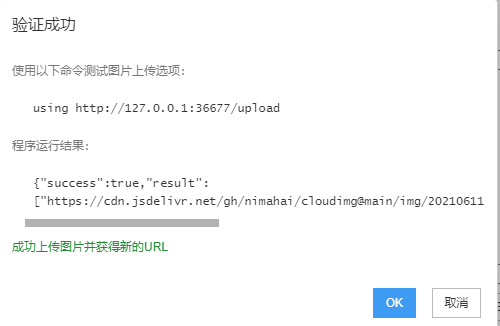 验证成功
使用以下命令测试图片上传选项:
using http://127.0.0.1:36677/upload
程序运行结果:
{"success":true,"result":
["https://cdn.jsdelivr.net/gh/nimahai/cloudimg@main/img/20210611
成功上传图片并获得新的URL
OK 取消